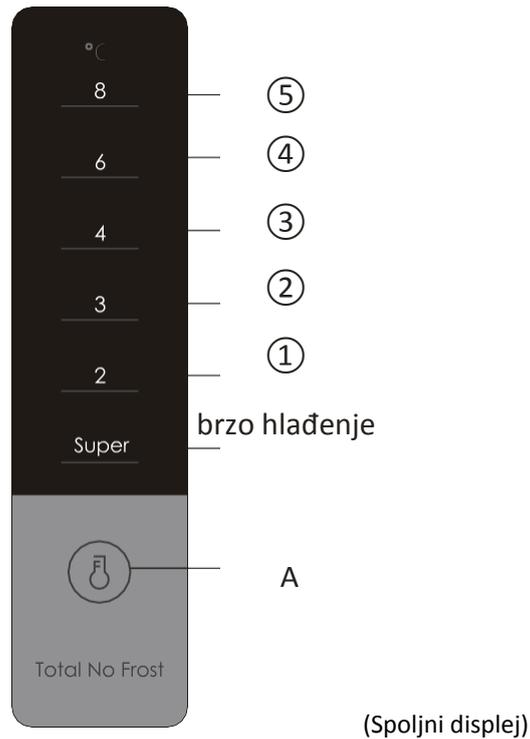 °C
8 ⑤
6 ④
4 ③
3 ②
2 ①
brzo hlađenje
Super
A
Total No Frost
(Spoljni displej)